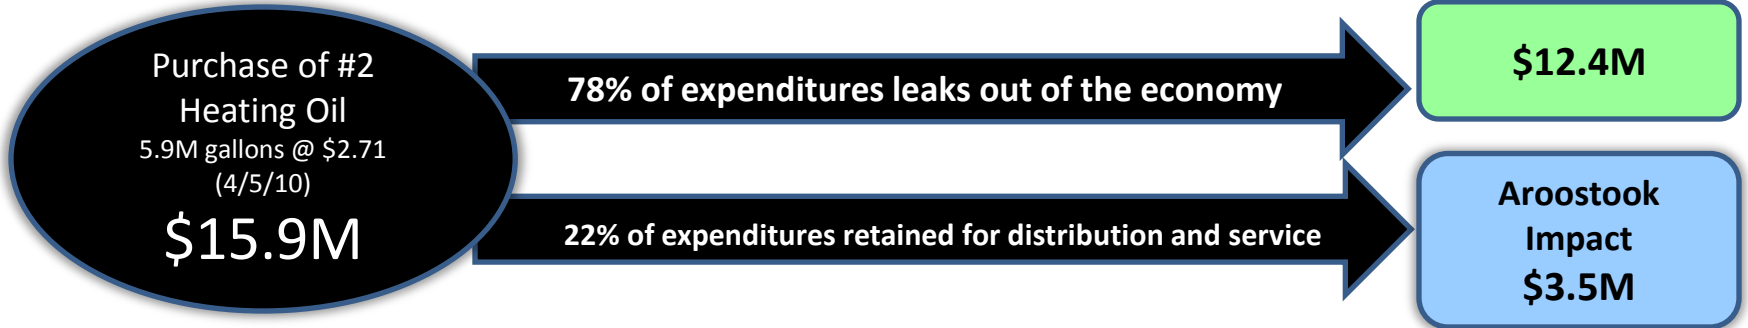 Purchase of #2
Heating Oil
5.9M gallons @ $2.71
(4/5/10)
$15.9M
78% of expenditures leaks out of the economy
$12.4M
22% of expenditures retained for distribution and service
Aroostook
Impact
$3.5M